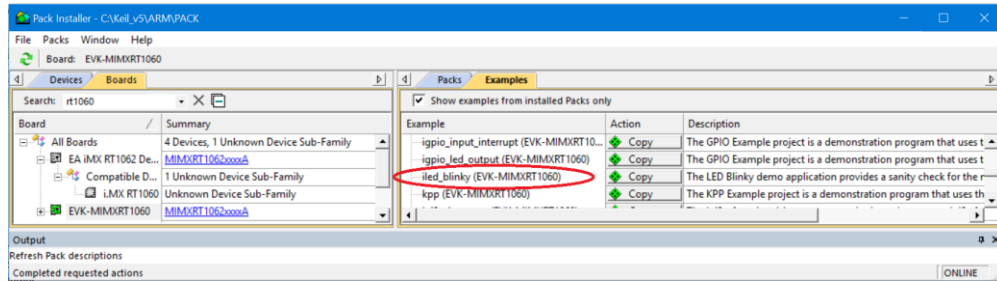 Pack Installer - C:\Keil_v5\ARM\PACK
File Packs Window Help
Board: EVK-MIMXRT1060
Devices Boards
Search: rt1060
Board / Summary
All Boards 4 Devices, 1 Unknown Device Sub-Family
EA iMX RT1062 De... MIMXRT1062xxxxA
Compatible D... 1 Unknown Device Sub-Family
i.MX RT1060 Unknown Device Sub-Family
EVK-MIMXRT1060 MIMXRT1062xxxxA
Packs Examples
Show examples from installed Packs only
Example Action Description
igpio_input_interrupt (EVK-MIMXRT10... Copy The GPIO Example project is a demonstration program that uses t
igpio_led_output (EVK-MIMXRT1060) Copy The GPIO Example project is a demonstration program that uses t
iled_blinky (EVK-MIMXRT1060) Copy The LED Blinky demo application provides a sanity check for the
kpp (EVK-MIMXRT1060) Copy The KPP Example project is a demonstration program that uses th
Output
Refresh Pack descriptions
Completed requested actions ONLINE